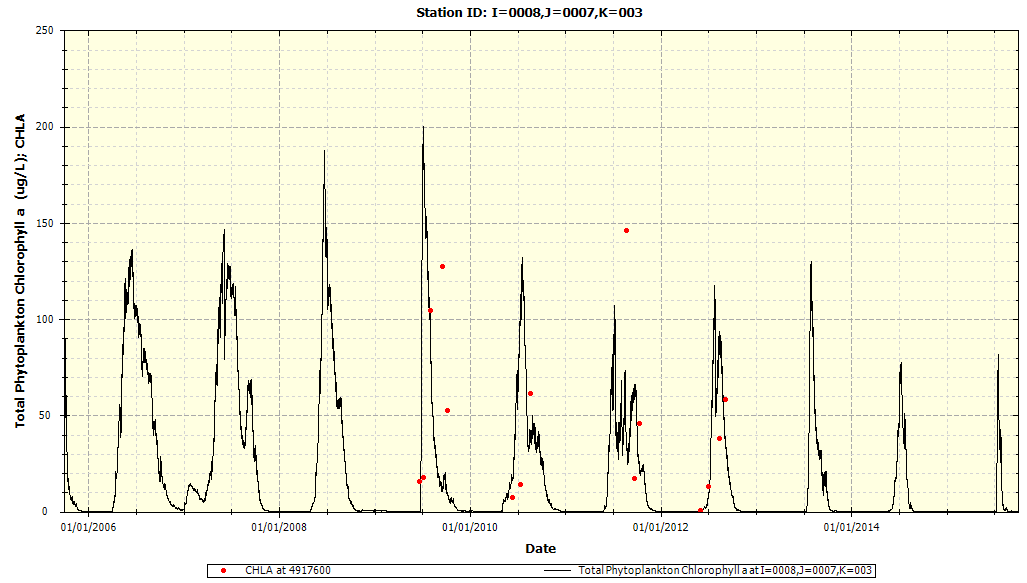 Station ID: I=0008,J=0007,K=003
Total Phytoplankton Chlorophyll a (ug/L); CHLA
250
200
150
100
50
0
01/01/2006 01/01/2008 01/01/2010 01/01/2012 01/01/2014
Date
CHLA at 4917600 Total Phytoplankton Chlorophyll a at I=0008,J=0007,K=003